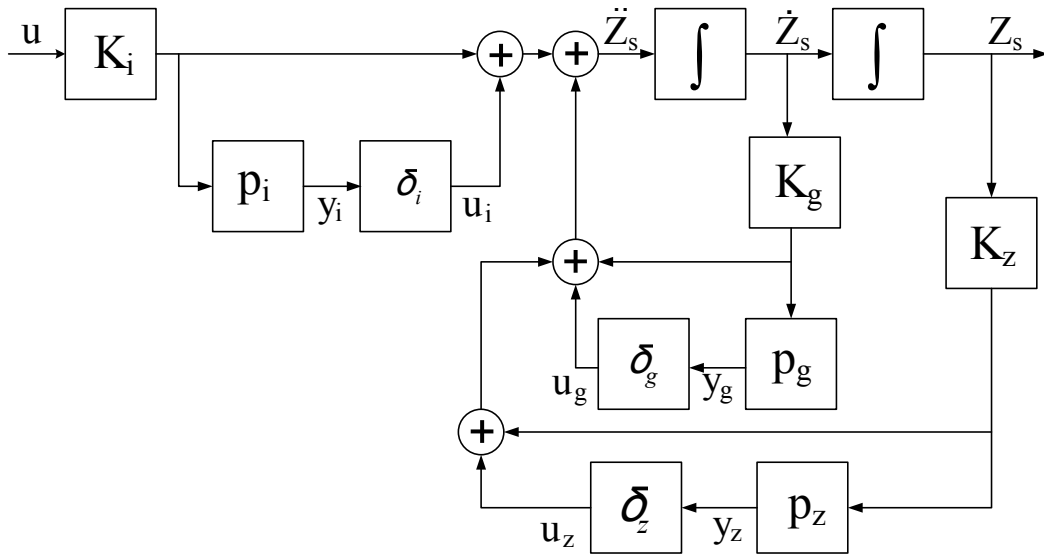 u
K_i
+
+
Z̈_s
∫
Ż_s
∫
Z_s
p_i
y_i
δ_i
u_i
K_g
K_z
+
u_g
δ_g
y_g
p_g
+
u_z
δ_z
y_z
p_z